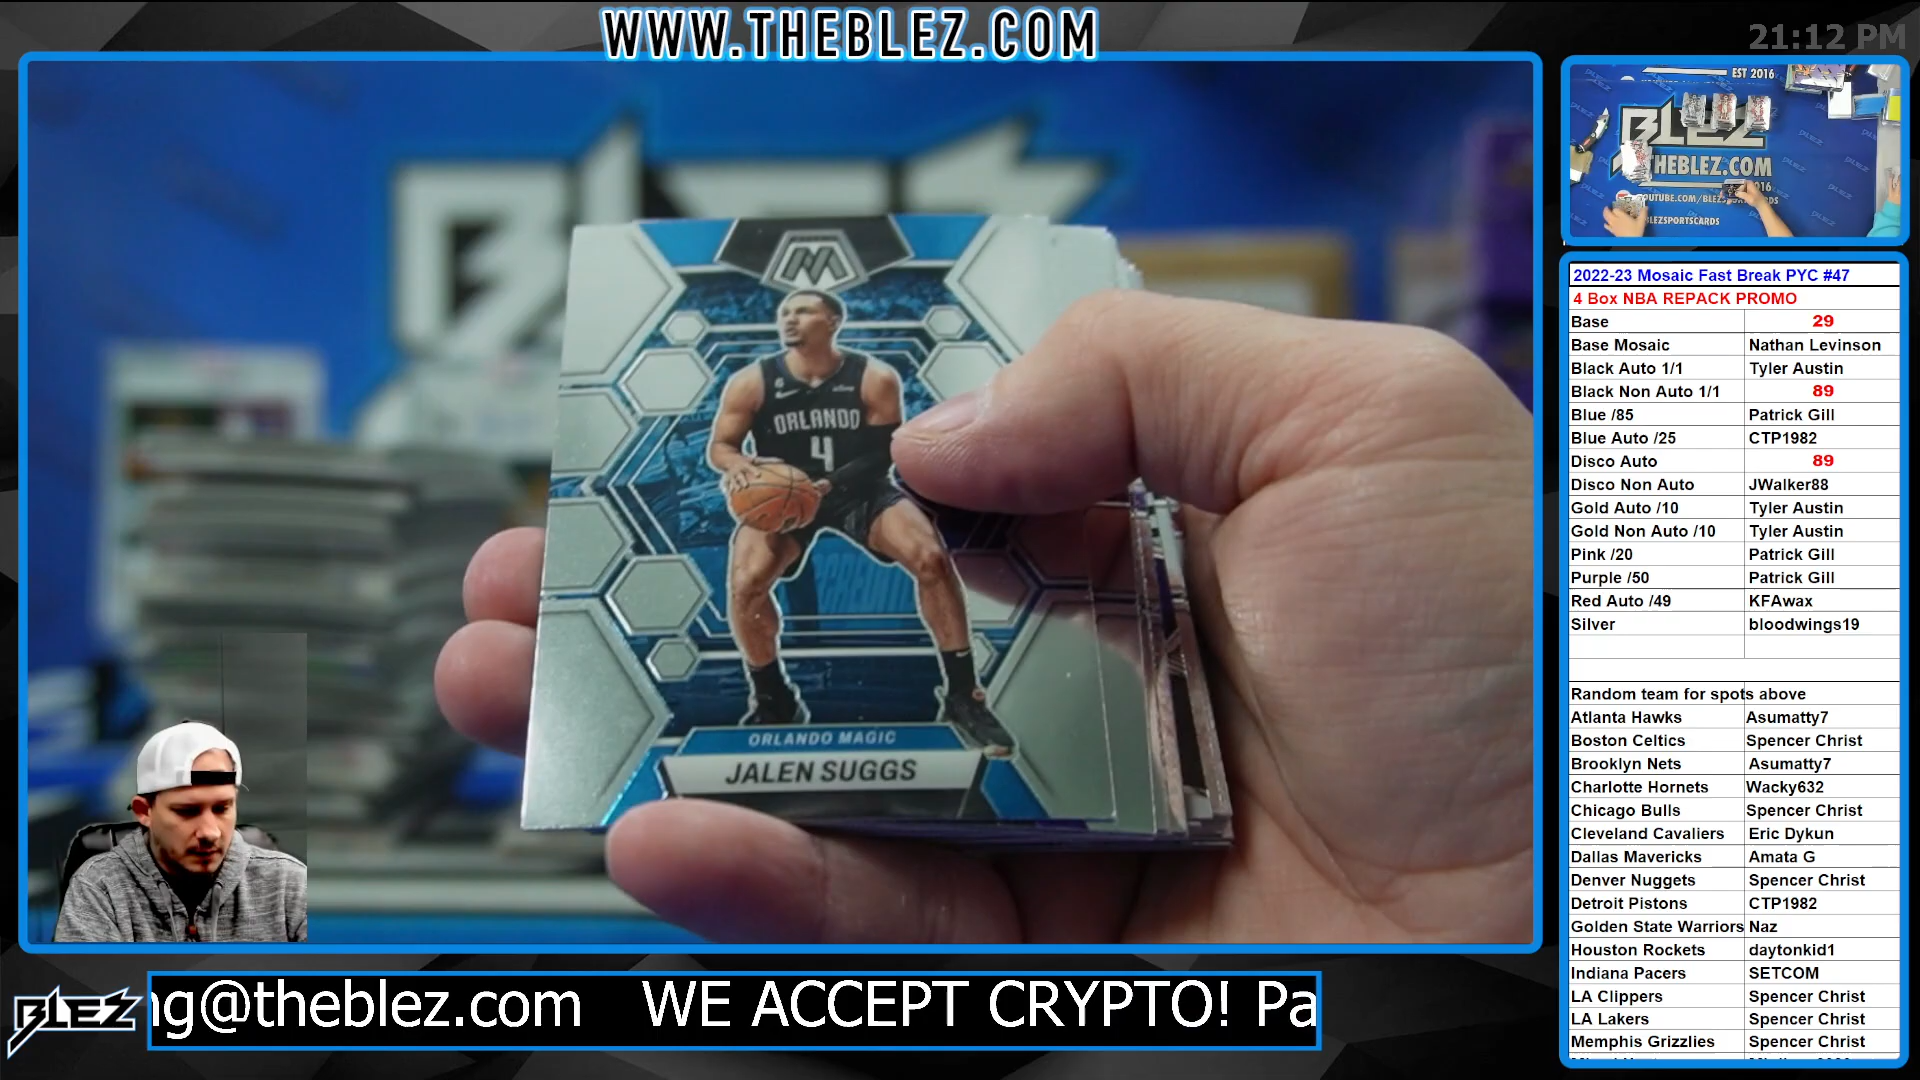 WWW.THEBLEZ.COM
21:12 PM
BLEZ
ORLANDO
4
ORLANDO MAGIC
JALEN SUGGS
EST 2016
BLEZ
THEBLEZ.COM
2022-23 Mosaic Fast Break PYC #47
4 Box NBA REPACK PROMO
Base 29
Base Mosaic Nathan Levinson
Black Auto 1/1 Tyler Austin
Black Non Auto 1/1 89
Blue /85 Patrick Gill
Blue Auto /25 CTP1982
Disco Auto 89
Disco Non Auto JWalker88
Gold Auto /10 Tyler Austin
Gold Non Auto /10 Tyler Austin
Pink /20 Patrick Gill
Purple /50 Patrick Gill
Red Auto /49 KFAwax
Silver bloodwings19
Random team for spots above
Atlanta Hawks Asumatty7
Boston Celtics Spencer Christ
Brooklyn Nets Asumatty7
Charlotte Hornets Wacky632
Chicago Bulls Spencer Christ
Cleveland Cavaliers Eric Dykun
Dallas Mavericks Amata G
Denver Nuggets Spencer Christ
Detroit Pistons CTP1982
Golden State Warriors Naz
Houston Rockets daytonkid1
Indiana Pacers SETCOM
LA Clippers Spencer Christ
LA Lakers Spencer Christ
Memphis Grizzlies Spencer Christ
BLEZ
ng@theblez.com WE ACCEPT CRYPTO! Pa